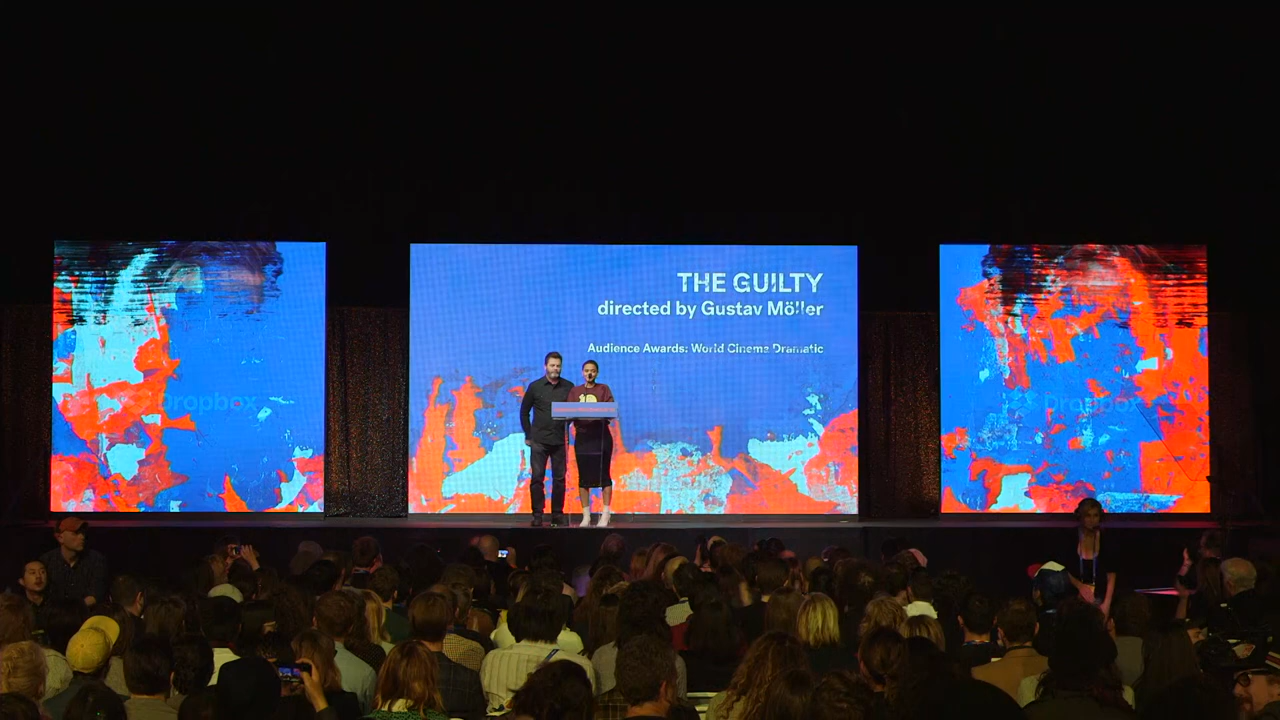 THE GUILTY
directed by Gustav Möller
Audience Awards: World Cinema Dramatic
Dropbox
Dropbox